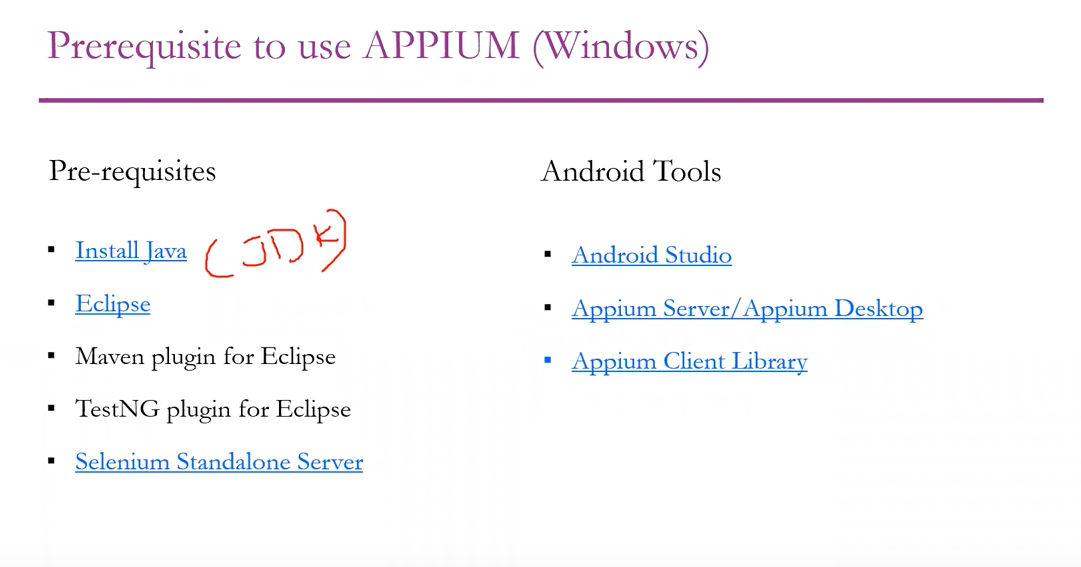 Prerequisite to use APPIUM (Windows)
Pre-requisites
Install Java (JDK)
Eclipse
Maven plugin for Eclipse
TestNG plugin for Eclipse
Selenium Standalone Server
Android Tools
Android Studio
Appium Server/Appium Desktop
Appium Client Library